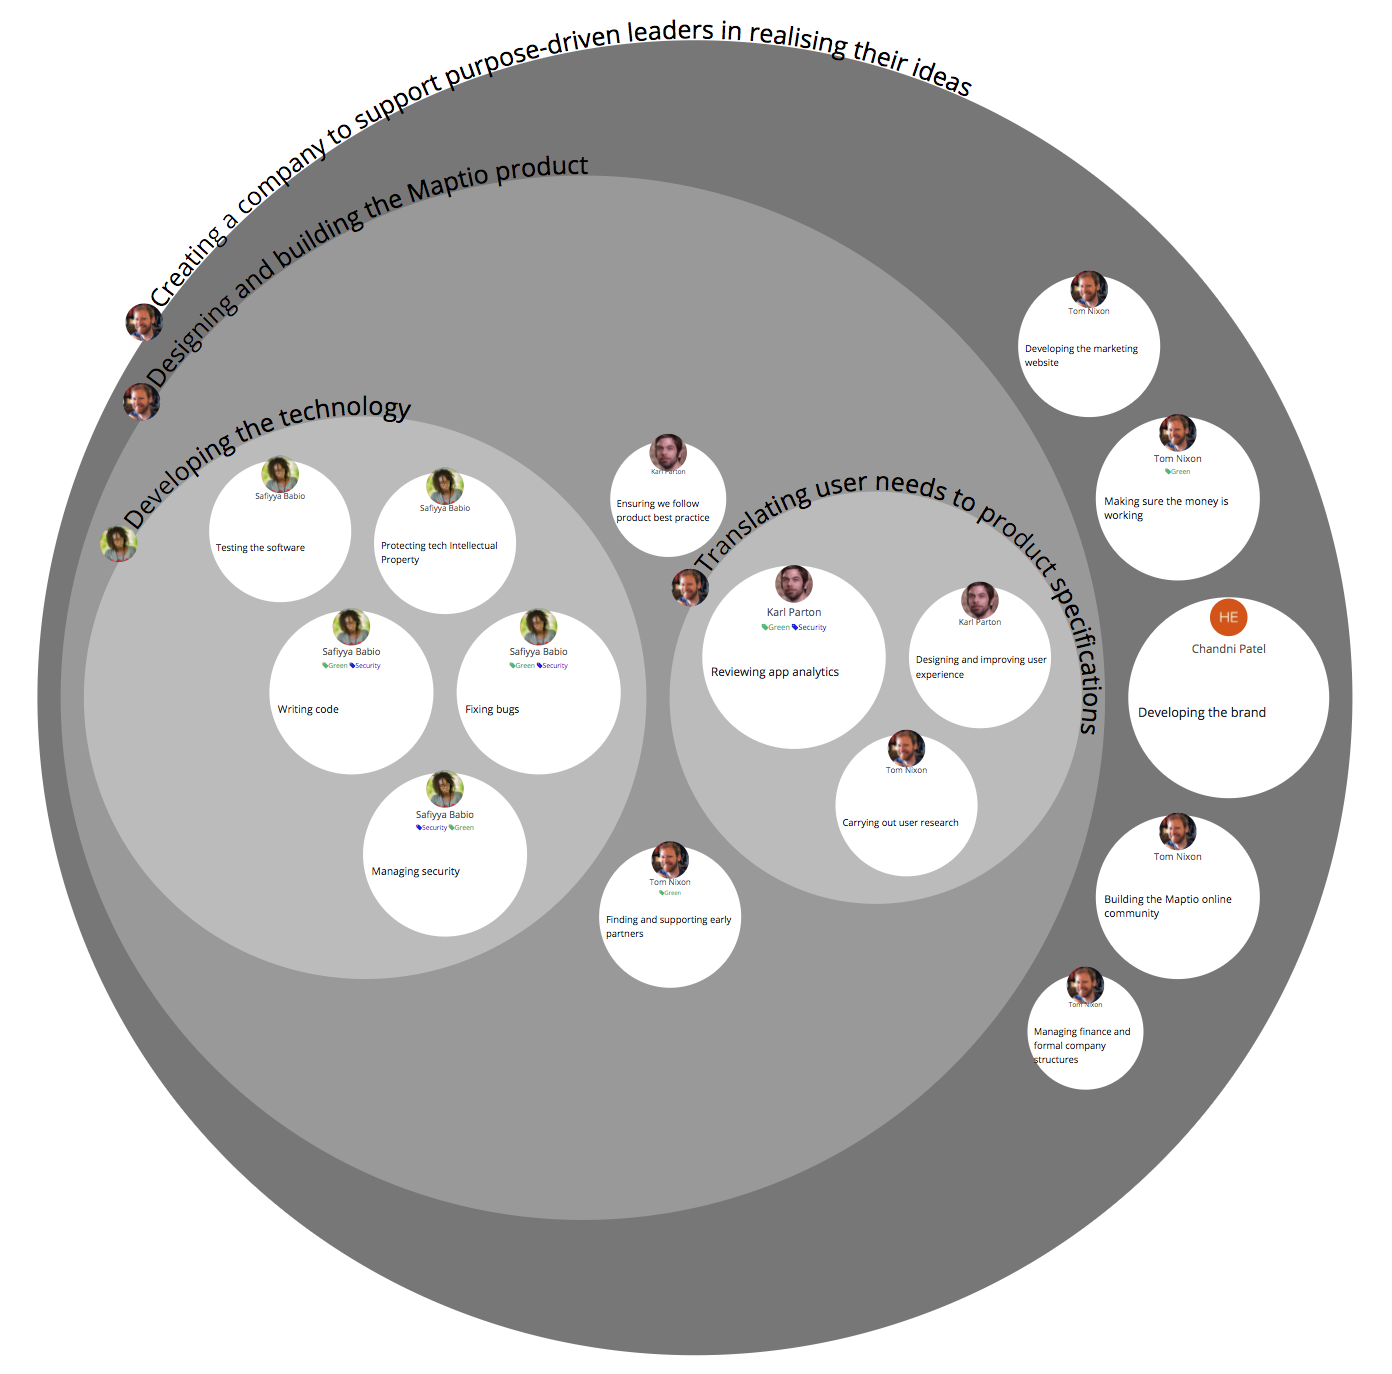 Creating a company to support purpose-driven leaders in realising their ideas
Designing and building the Maptio product
Developing the technology
Safiyya Babio
Testing the software
Safiyya Babio
Protecting tech Intellectual
Property
Safiyya Babio
Green Security
Writing code
Safiyya Babio
Green Security
Fixing bugs
Safiyya Babio
Security Green
Managing security
Karl Parton
Ensuring we follow
product best practice
Translating user needs to product specifications
Karl Parton
Green Security
Reviewing app analytics
Karl Parton
Designing and improving user
experience
Tom Nixon
Carrying out user research
Tom Nixon
Green
Finding and supporting early
partners
Tom Nixon
Developing the marketing
website
Tom Nixon
Green
Making sure the money is
working
HE
Chandni Patel
Developing the brand
Tom Nixon
Building the Maptio online
community
Tom Nixon
Managing finance and
formal company
structures